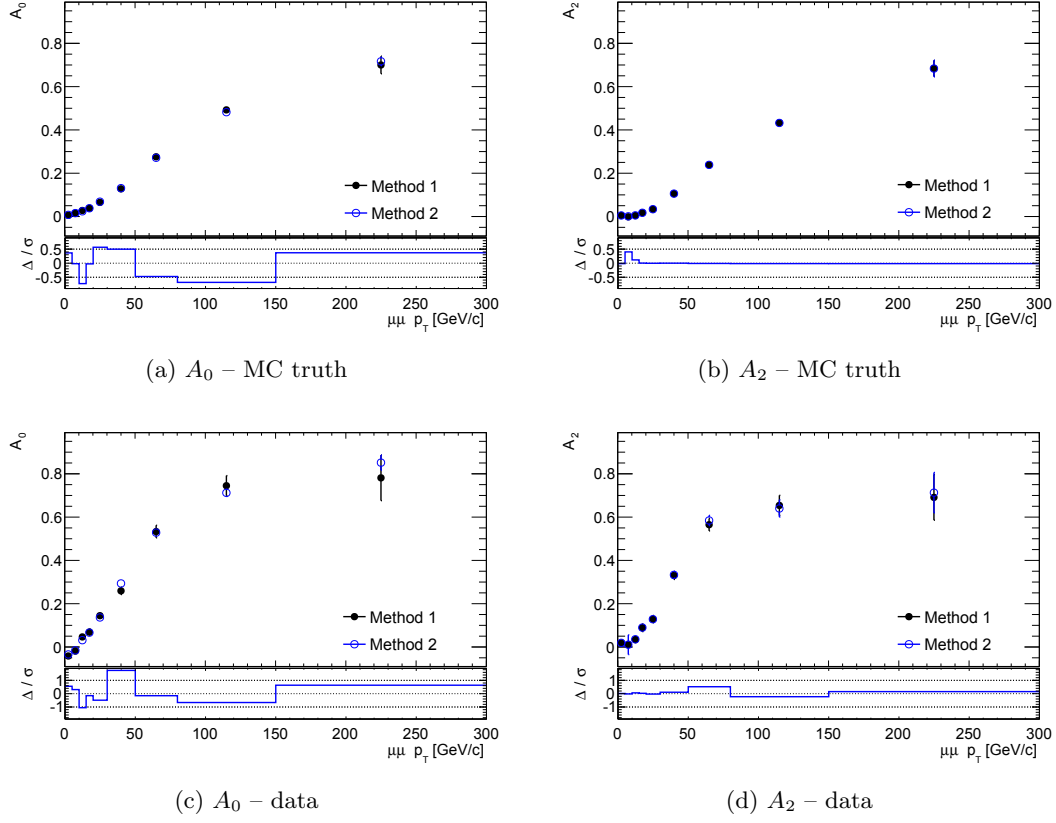 A₀
0.8
0.6
0.4
0.2
0
Method 1
Method 2
Δ / σ
0.5
0.0
-0.5
0 50 100 150 200 250 300
μμ p_T [GeV/c]
(a) A₀ – MC truth
A₂
0.8
0.6
0.4
0.2
0
Method 1
Method 2
Δ / σ
0.5
0.0
-0.5
0 50 100 150 200 250 300
μμ p_T [GeV/c]
(b) A₂ – MC truth
A₀
0.8
0.6
0.4
0.2
0
Method 1
Method 2
Δ / σ
1
0
-1
0 50 100 150 200 250 300
μμ p_T [GeV/c]
(c) A₀ – data
A₂
0.8
0.6
0.4
0.2
0
Method 1
Method 2
Δ / σ
1
0
-1
0 50 100 150 200 250 300
μμ p_T [GeV/c]
(d) A₂ – data